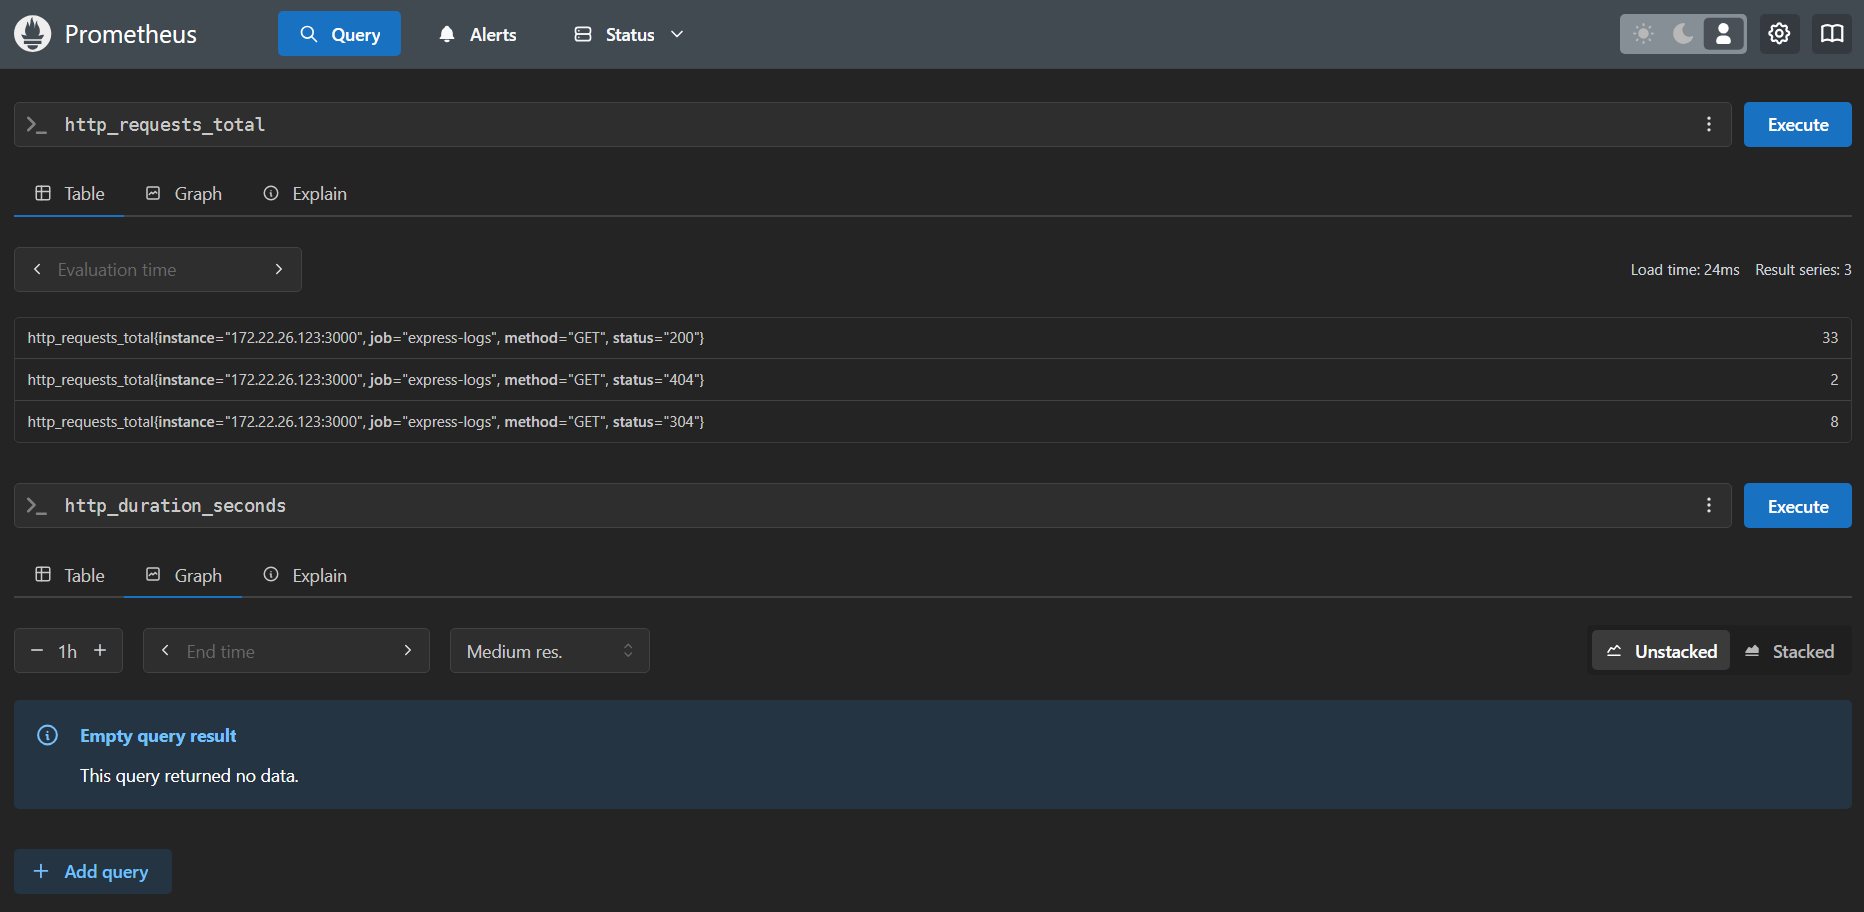 Prometheus
Query
Alerts
Status
http_requests_total
Execute
Table
Graph
Explain
Evaluation time
Load time: 24ms Result series: 3
http_requests_total{instance="172.22.26.123:3000", job="express-logs", method="GET", status="200"} 33
http_requests_total{instance="172.22.26.123:3000", job="express-logs", method="GET", status="404"} 2
http_requests_total{instance="172.22.26.123:3000", job="express-logs", method="GET", status="304"} 8
http_duration_seconds
Execute
Table
Graph
Explain
− 1h +
End time
Medium res.
Unstacked
Stacked
Empty query result
This query returned no data.
+ Add query